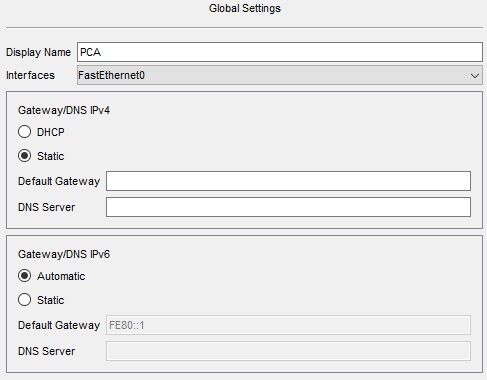 Global Settings
Display Name PCA
Interfaces FastEthernet0
Gateway/DNS IPv4
DHCP
Static
Default Gateway
DNS Server
Gateway/DNS IPv6
Automatic
Static
Default Gateway FE80::1
DNS Server